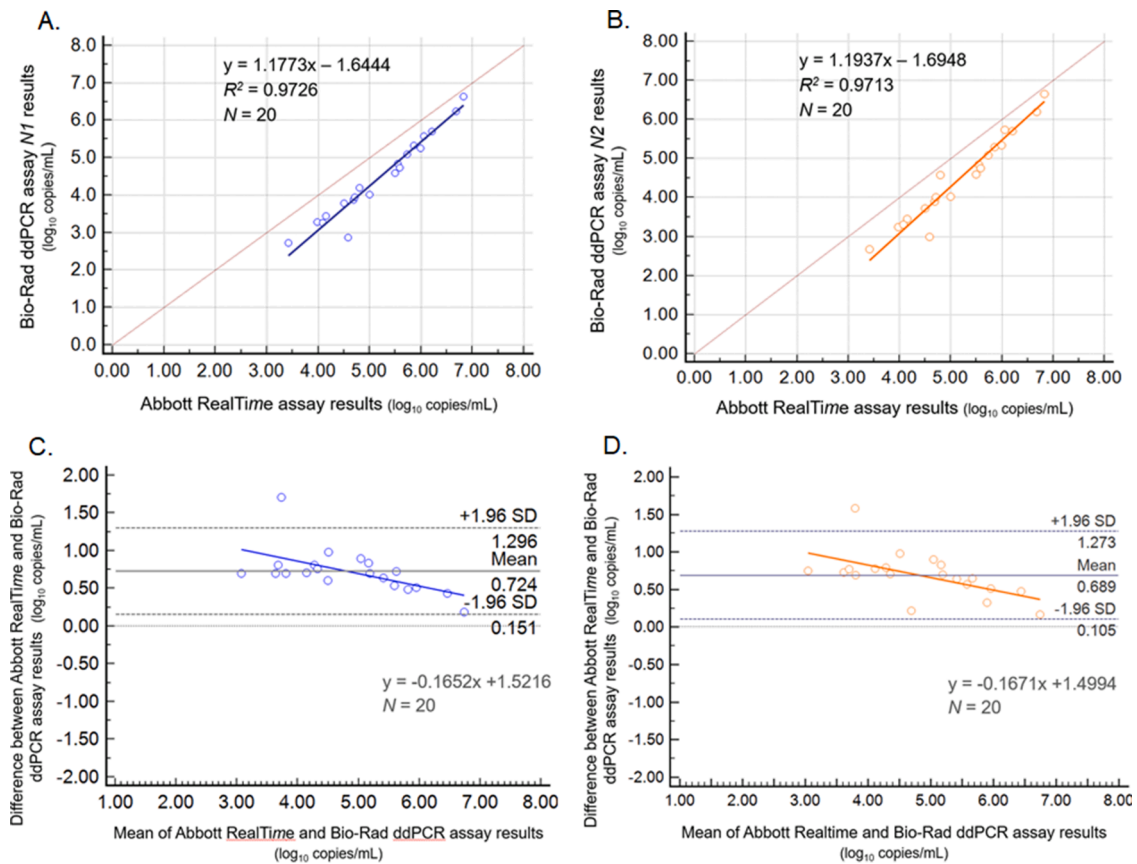 A.
Bio-Rad ddPCR assay N1 results
(log10 copies/mL)
8.0
7.0
6.0
5.0
4.0
3.0
2.0
1.0
0.0
y = 1.1773x – 1.6444
R² = 0.9726
N = 20
0.00 1.00 2.00 3.00 4.00 5.00 6.00 7.00 8.00
Abbott RealTime assay results (log10 copies/mL)
B.
Bio-Rad ddPCR assay N2 results
(log10 copies/mL)
8.00
7.00
6.00
5.00
4.00
3.00
2.00
1.00
0.00
y = 1.1937x – 1.6948
R² = 0.9713
N = 20
0.00 1.00 2.00 3.00 4.00 5.00 6.00 7.00 8.00
Abbott RealTime assay results (log10 copies/mL)
C.
Difference between Abbott RealTime and Bio-Rad
ddPCR assay results (log10 copies/mL)
2.00
1.50
1.00
0.50
0.00
-0.50
-1.00
-1.50
-2.00
+1.96 SD
1.296
Mean
0.724
-1.96 SD
0.151
y = -0.1652x +1.5216
N = 20
1.00 2.00 3.00 4.00 5.00 6.00 7.00 8.00
Mean of Abbott RealTime and Bio-Rad ddPCR assay results
(log10 copies/mL)
D.
Difference between Abbott RealTime and Bio-Rad
ddPCR assay results (log10 copies/mL)
2.00
1.50
1.00
0.50
0.00
-0.50
-1.00
-1.50
-2.00
+1.96 SD
1.273
Mean
0.689
-1.96 SD
0.105
y = -0.1671x +1.4994
N = 20
1.00 2.00 3.00 4.00 5.00 6.00 7.00 8.00
Mean of Abbott Realtime and Bio-Rad ddPCR assay results
(log10 copies/mL)